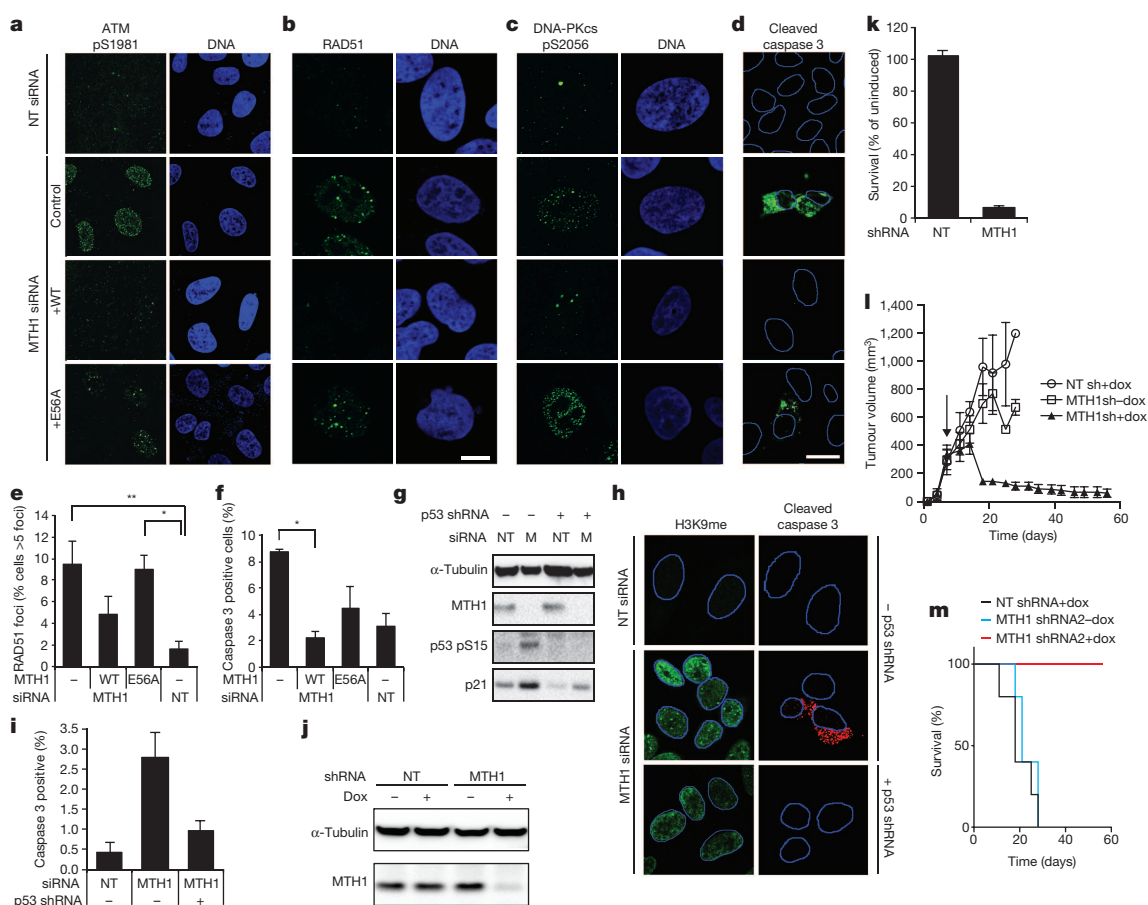 a
ATM
pS1981
DNA
b
RAD51
DNA
c
DNA-PKcs
pS2056
DNA
d
Cleaved
caspase 3
NT siRNA
Control
MTH1 siRNA
+WT
+E56A
k
Survival (% of uninduced)
120
100
80
60
40
20
0
shRNA NT MTH1
l
Tumour volume (mm³)
1,400
1,200
1,000
800
600
400
200
0
0 20 40 60
Time (days)
NT sh+dox
MTH1sh–dox
MTH1sh+dox
e
RAD51 foci (% cells >5 foci)
14
12
10
8
6
4
2
0
**
*
MTH1 – WT E56A –
siRNA MTH1 NT
f
Caspase 3 positive cells (%)
10
8
6
4
2
0
*
MTH1 – WT E56A –
siRNA MTH1 NT
g
p53 shRNA – – + +
siRNA NT M NT M
α-Tubulin
MTH1
p53 pS15
p21
h
H3K9me
Cleaved
caspase 3
NT siRNA
MTH1 siRNA
– p53 shRNA
+ p53 shRNA
m
NT shRNA+dox
MTH1 shRNA2–dox
MTH1 shRNA2+dox
Survival (%)
100
50
0
0 20 40 60
Time (days)
i
Caspase 3 positive (%)
3.5
3.0
2.5
2.0
1.5
1.0
0.5
0.0
siRNA NT MTH1 MTH1
p53 shRNA – – +
j
shRNA NT MTH1
Dox – + – +
α-Tubulin
MTH1